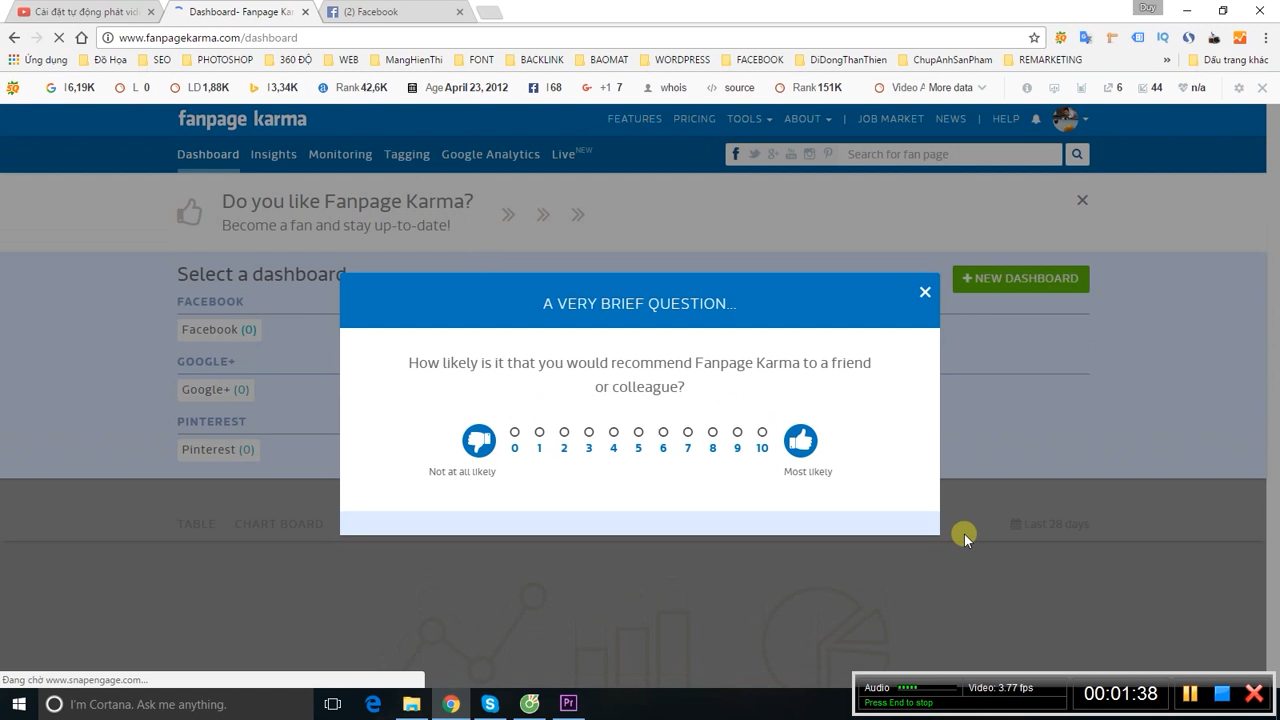 Cài đặt tự động phát vid
Dashboard- Fanpage Kar
(2) Facebook
Duy
www.fanpagekarma.com/dashboard
Ứng dụng
Đồ Họa
SEO
PHOTOSHOP
360 ĐỘ
WEB
MangHienThi
FONT
BACKLINK
BAOMAT
WORDPRESS
FACEBOOK
DiDongThanThien
ChupAnhSanPham
REMARKETING
»
Dấu trang khác
I 6,19K
L 0
LD 1,88K
I 3,34K
Rank 42,6K
Age April 23, 2012
I 68
+1 7
whois
source
Rank 151K
Video A
More data
6
44
n/a
fanpage karma
FEATURES
PRICING
TOOLS
ABOUT
|
JOB MARKET
NEWS
|
HELP
Dashboard
Insights
Monitoring
Tagging
Google Analytics
Live NEW
Search for fan page
Do you like Fanpage Karma?
Become a fan and stay up-to-date!
Select a dashboard
+ NEW DASHBOARD
FACEBOOK
Facebook (0)
GOOGLE+
Google+ (0)
PINTEREST
Pinterest (0)
A VERY BRIEF QUESTION...
How likely is it that you would recommend Fanpage Karma to a friend
or colleague?
0 1 2 3 4 5 6 7 8 9 10
Not at all likely
Most likely
TABLE
CHART BOARD
Last 28 days
Đang chờ www.snapengage.com...
I'm Cortana. Ask me anything.
Audio
Video: 3.77 fps
Press End to stop
00:01:38